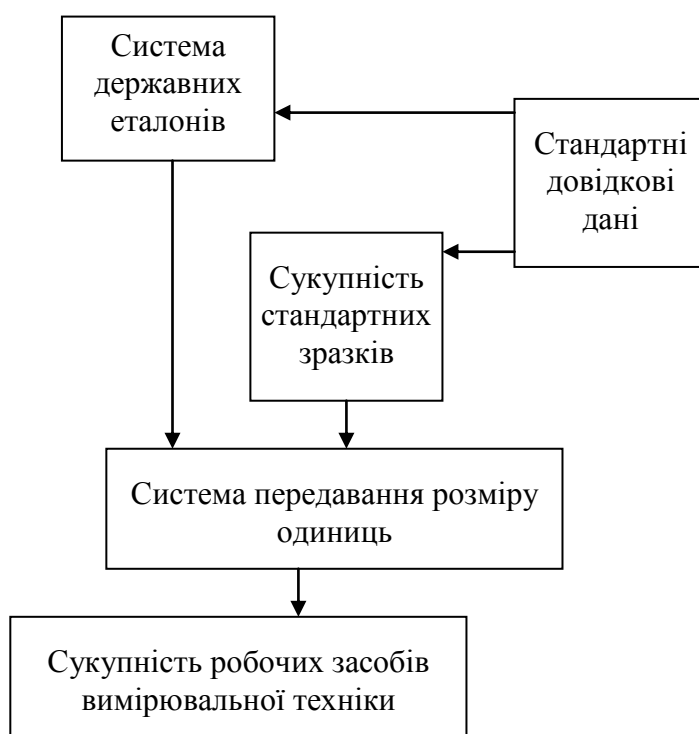 Система
державних
еталонів
Стандартні
довідкові
дані
Сукупність
стандартних
зразків
Система передавання розміру
одиниць
Сукупність робочих засобів
вимірювальної техніки